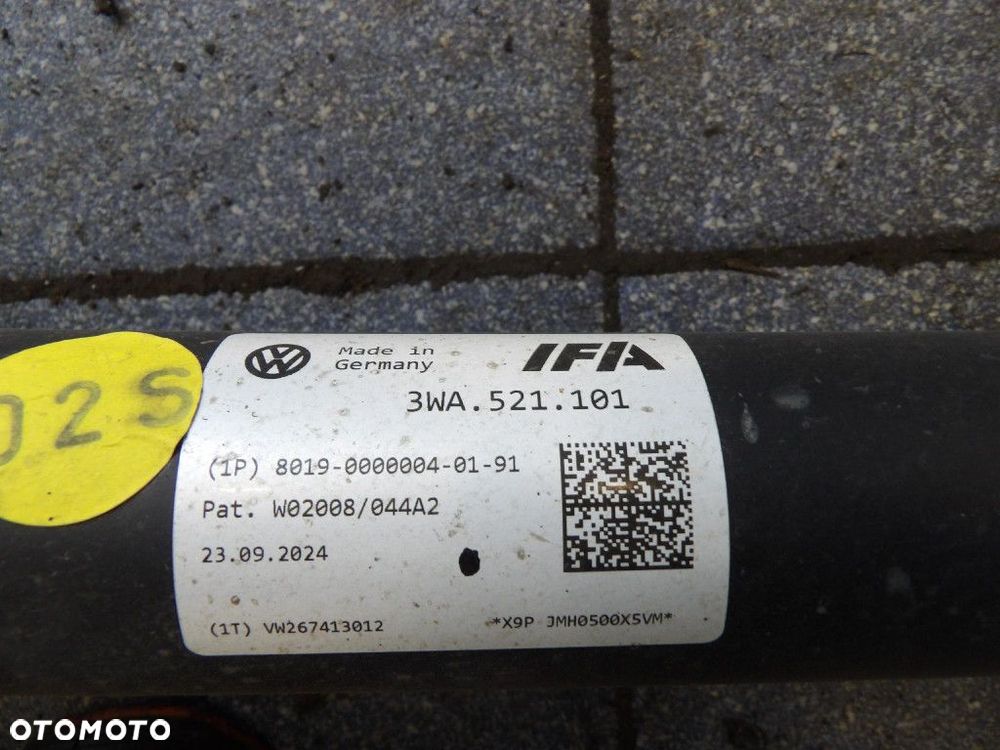 02S
Made in
Germany
IFA
3WA.521.101
(1P) 8019-0000004-01-91
Pat. WO2008/044A2
23.09.2024
(1T) VW267413012
*X9P JMH0500X5VM*
OTOMOTO